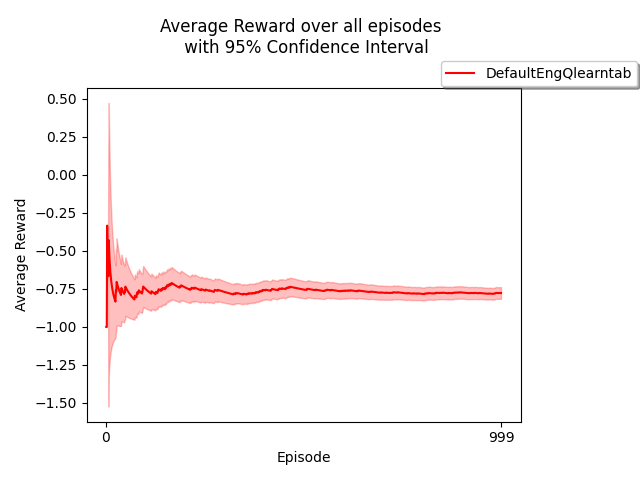 Average Reward over all episodes
with 95% Confidence Interval
DefaultEngQlearntab
0.50
0.25
0.00
−0.25
−0.50
−0.75
−1.00
−1.25
−1.50
Average Reward
0 999
Episode